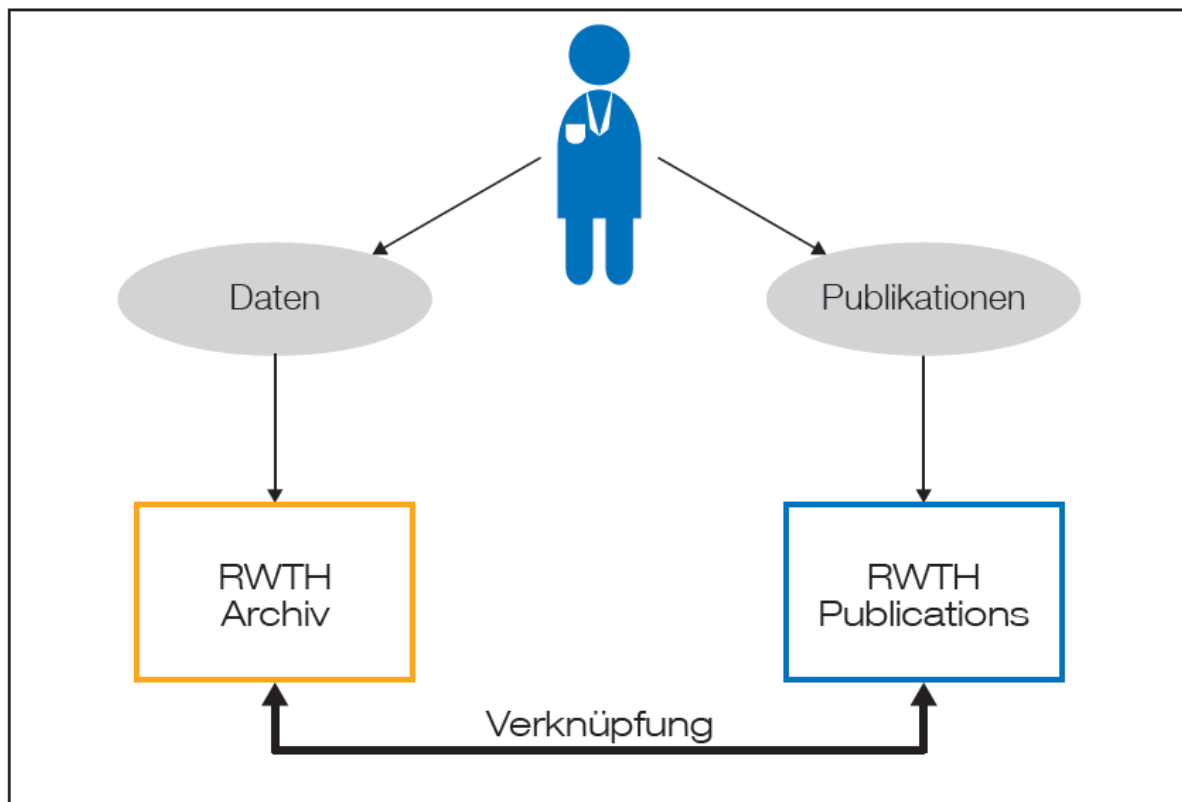 Daten
Publikationen
RWTH
Archiv
RWTH
Publications
Verknüpfung